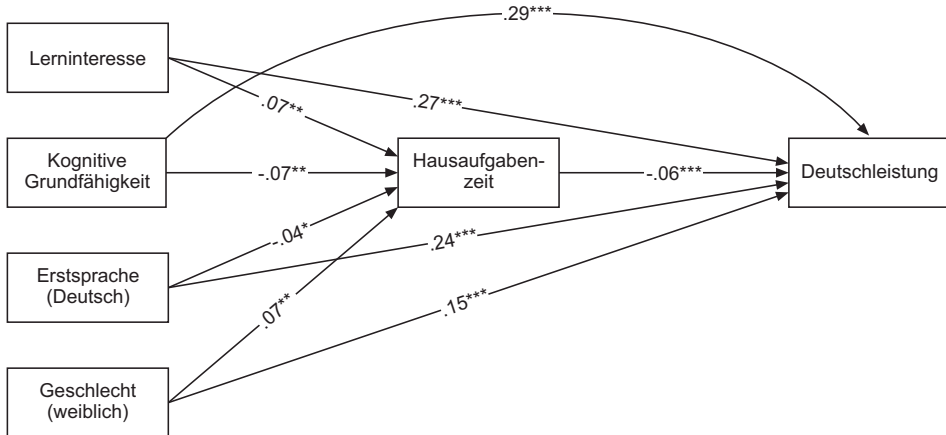 .29***
Lerninteresse
.07**
.27***
Kognitive
Grundfähigkeit
-.07**
Hausaufgaben-
zeit
-.06***
Deutschleistung
Erstsprache
(Deutsch)
-.04*
.24***
.07**
.15***
Geschlecht
(weiblich)